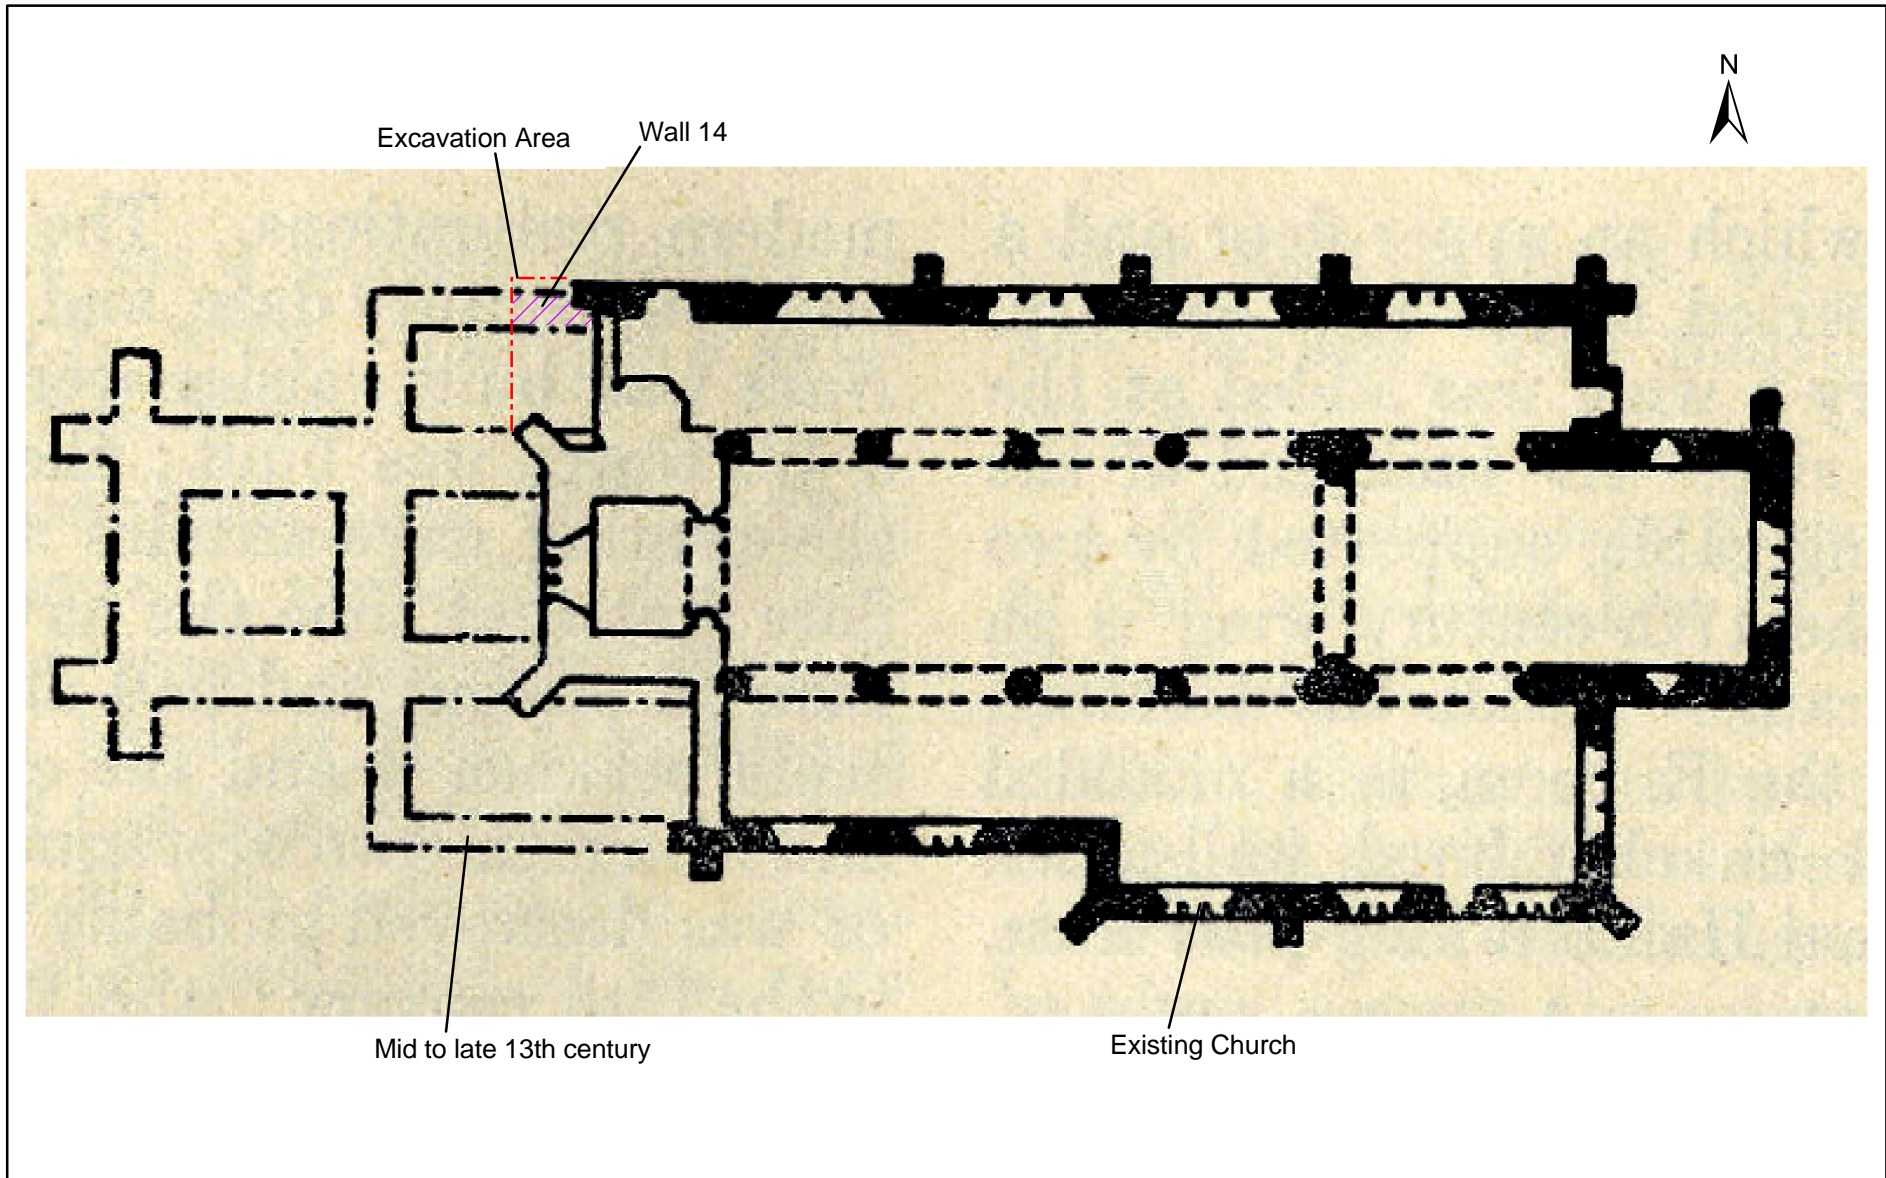 N
Excavation Area
Wall 14
Mid to late 13th century
Existing Church